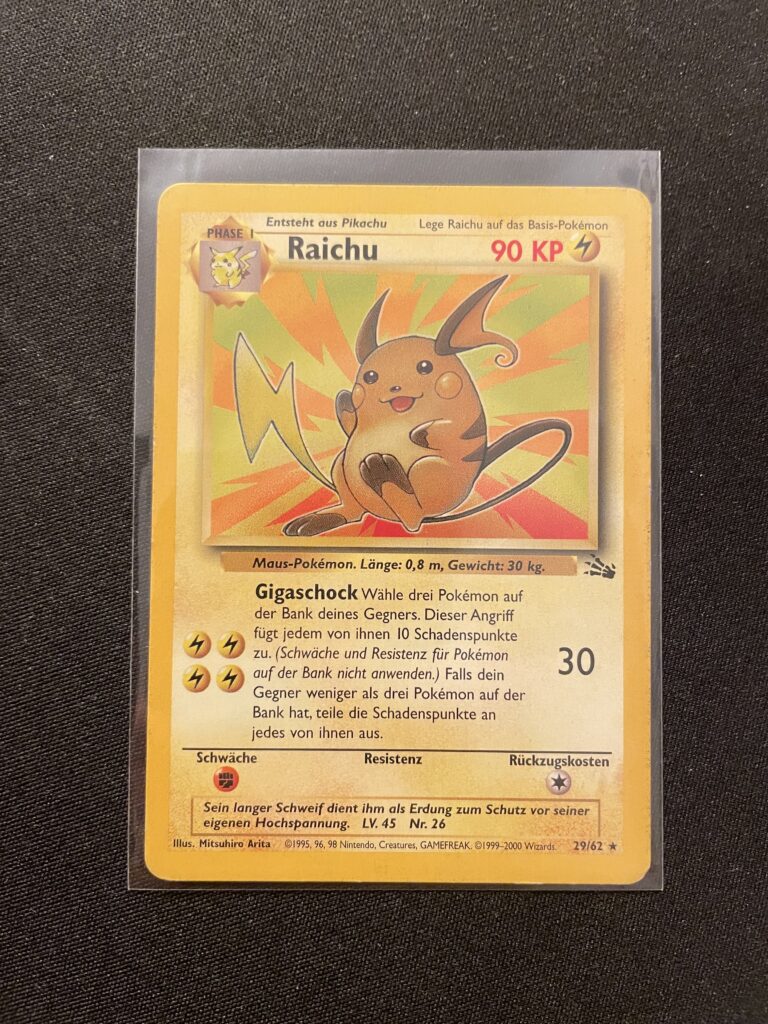 Entsteht aus Pikachu
Lege Raichu auf das Basis-Pokémon
PHASE 1
Raichu
90 KP
Maus-Pokémon. Länge: 0,8 m, Gewicht: 30 kg.
Gigaschock Wähle drei Pokémon auf
der Bank deines Gegners. Dieser Angriff
fügt jedem von ihnen 10 Schadenspunkte
zu. (Schwäche und Resistenz für Pokémon
auf der Bank nicht anwenden.) Falls dein
Gegner weniger als drei Pokémon auf der
Bank hat, teile die Schadenspunkte an
jedes von ihnen aus.
30
Schwäche
Resistenz
Rückzugskosten
Sein langer Schweif dient ihm als Erdung zum Schutz vor seiner
eigenen Hochspannung. LV. 45 Nr. 26
Illus. Mitsuhiro Arita ©1995, 96, 98 Nintendo, Creatures, GAMEFREAK. ©1999–2000 Wizards. 29/62 ★